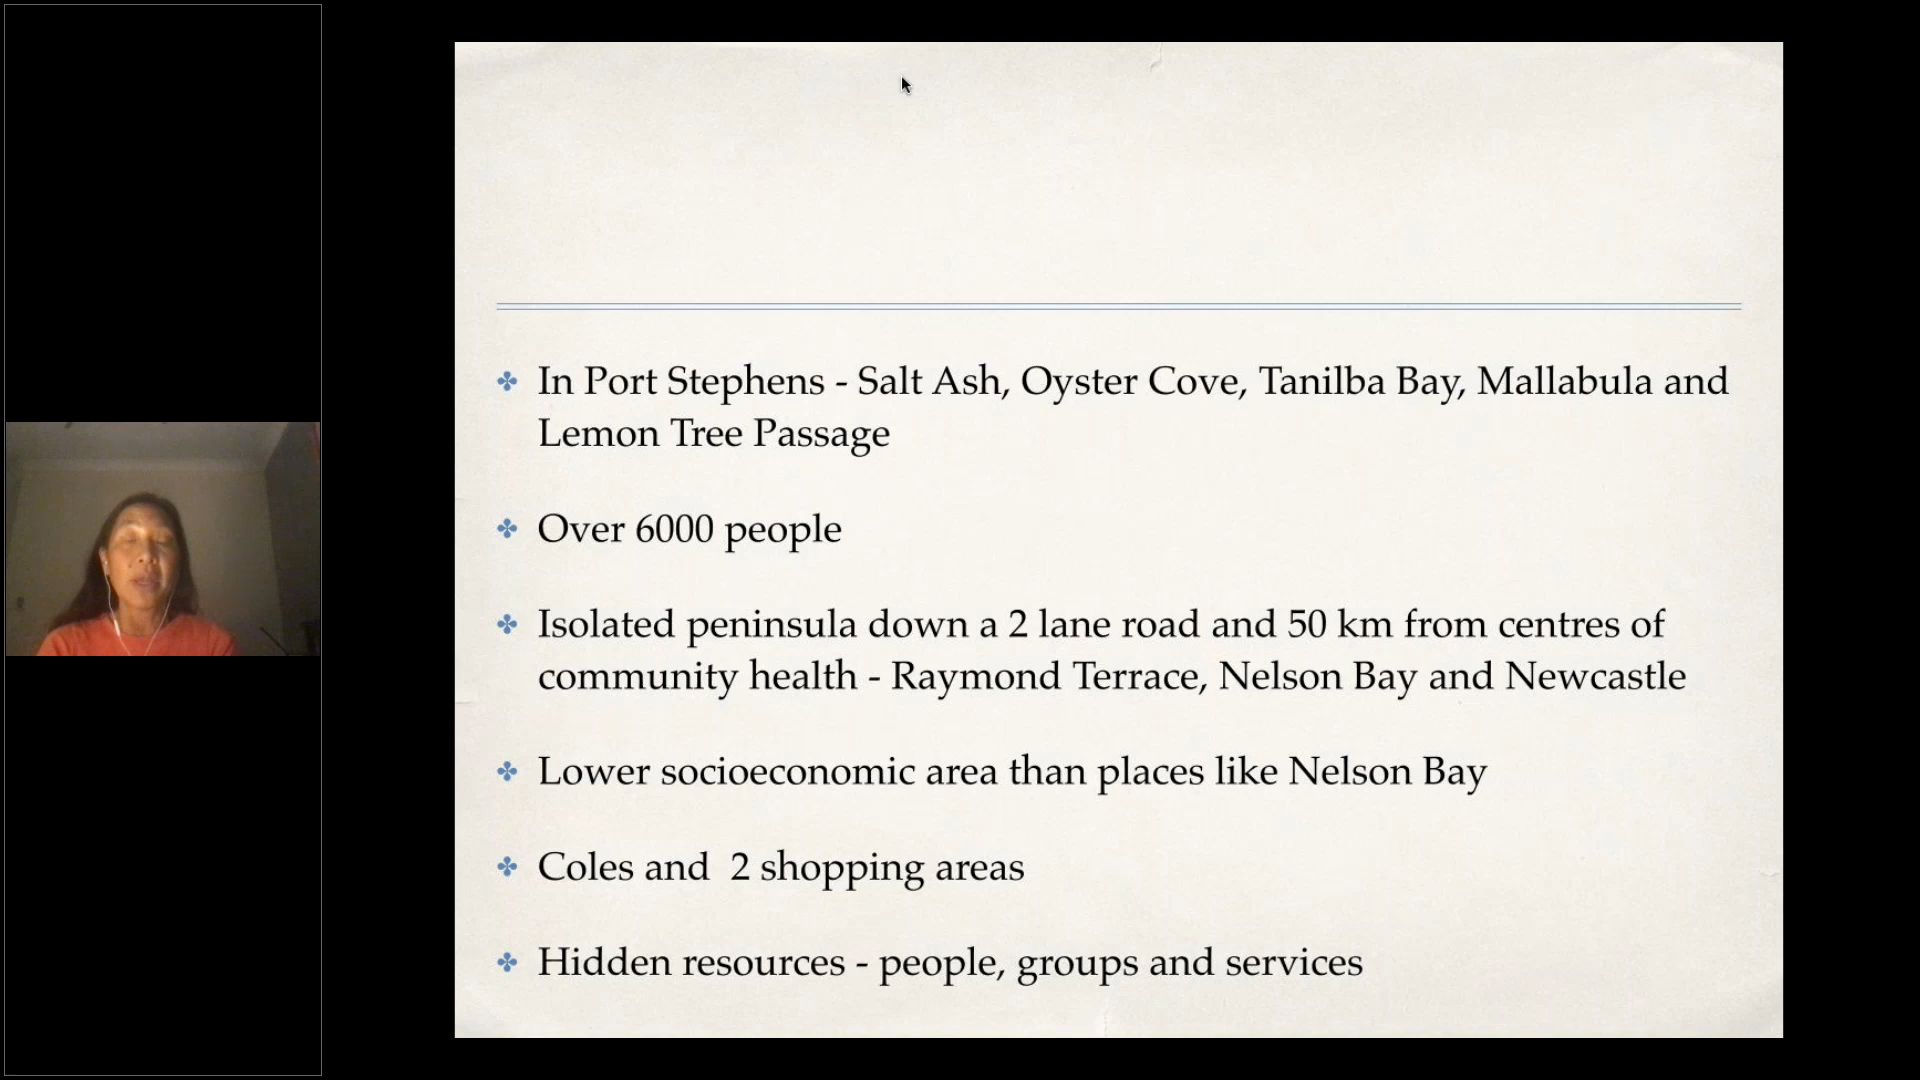 In Port Stephens - Salt Ash, Oyster Cove, Tanilba Bay, Mallabula and
Lemon Tree Passage
Over 6000 people
Isolated peninsula down a 2 lane road and 50 km from centres of
community health - Raymond Terrace, Nelson Bay and Newcastle
Lower socioeconomic area than places like Nelson Bay
Coles and  2 shopping areas
Hidden resources - people, groups and services